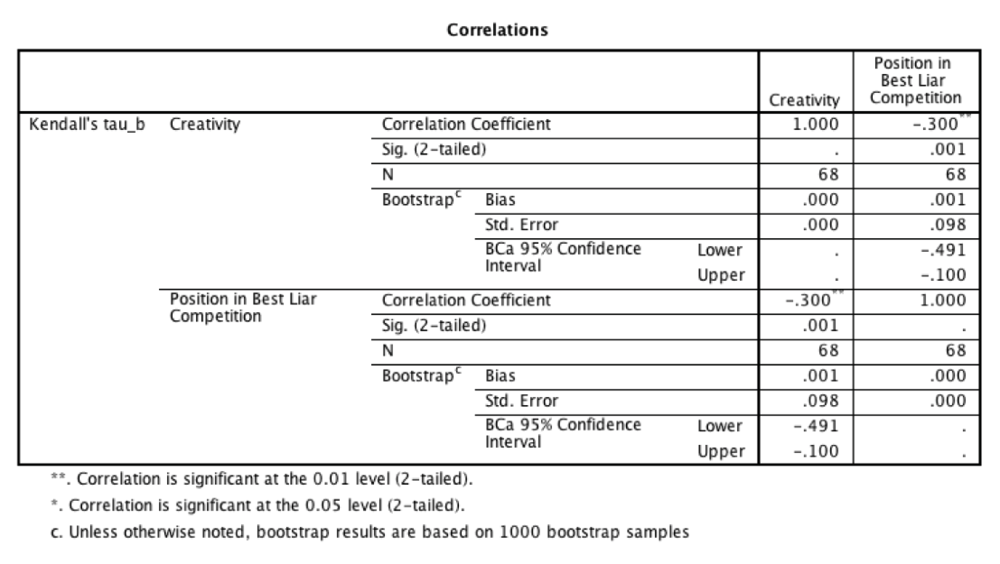 Correlations
Creativity Position in Best Liar Competition
Kendall's tau_b Creativity Correlation Coefficient 1.000 -.300**
Sig. (2-tailed) . .001
N 68 68
Bootstrapc Bias .000 .001
Std. Error .000 .098
BCa 95% Confidence Interval Lower . -.491
Upper . -.100
Position in Best Liar Competition Correlation Coefficient -.300** 1.000
Sig. (2-tailed) .001 .
N 68 68
Bootstrapc Bias .001 .000
Std. Error .098 .000
BCa 95% Confidence Interval Lower -.491 .
Upper -.100 .
**. Correlation is significant at the 0.01 level (2-tailed).
*. Correlation is significant at the 0.05 level (2-tailed).
c. Unless otherwise noted, bootstrap results are based on 1000 bootstrap samples